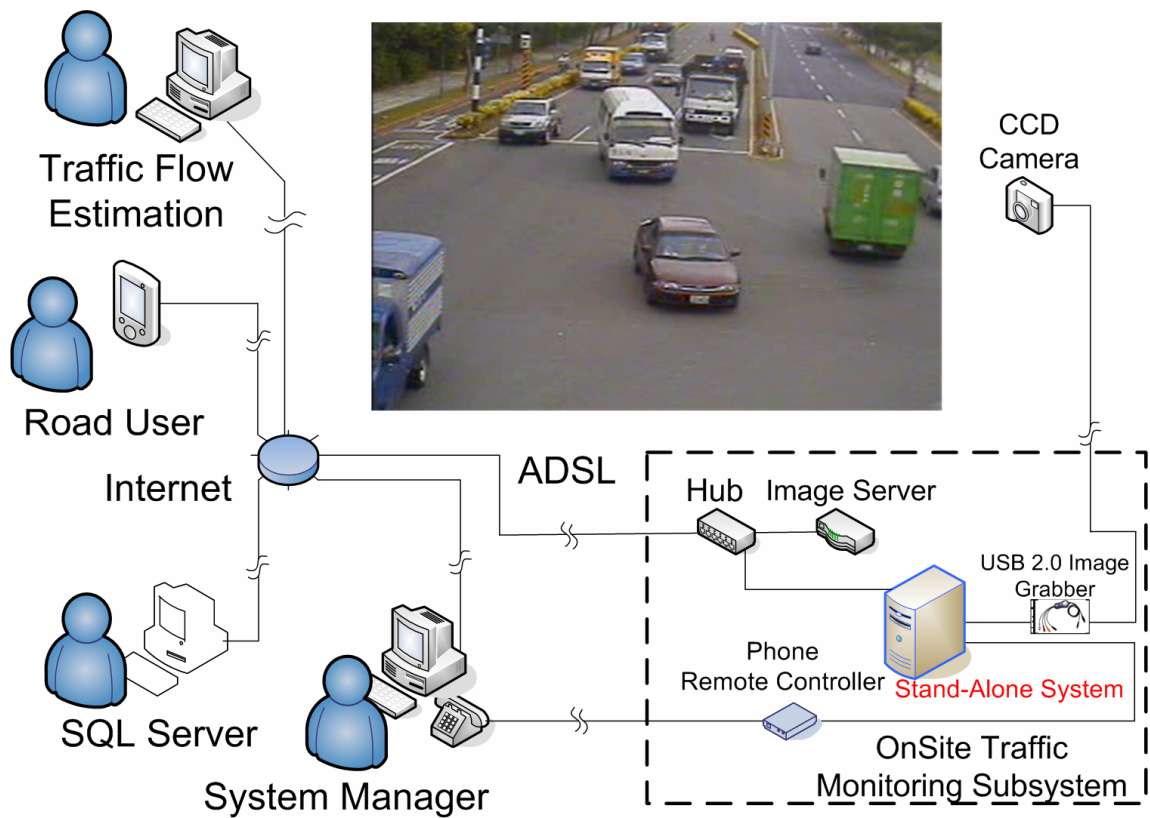 Traffic Flow
Estimation
CCD
Camera
Road User
Internet
ADSL
Hub
Image Server
USB 2.0 Image
Grabber
Phone
Remote Controller
Stand-Alone System
SQL Server
OnSite Traffic
Monitoring Subsystem
System Manager